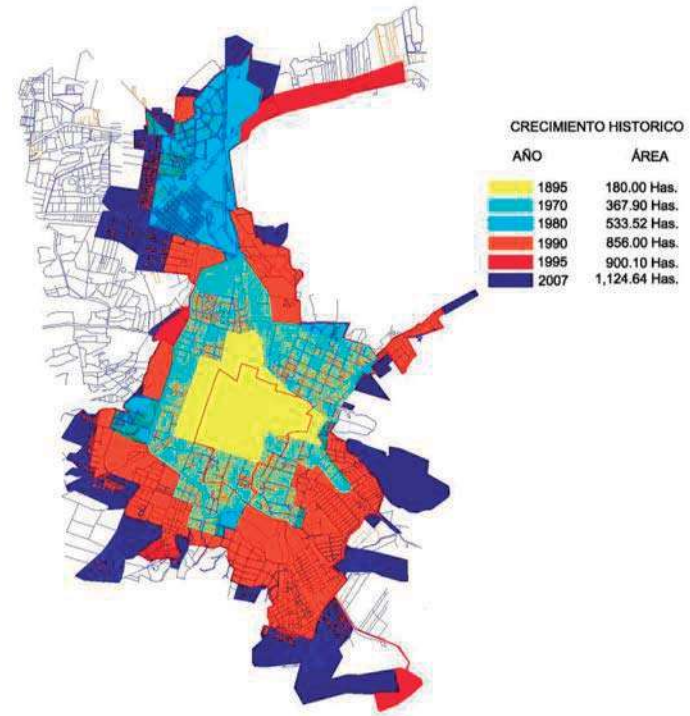 CRECIMIENTO HISTORICO
AÑO ÁREA
1895 180.00 Has.
1970 367.90 Has.
1980 533.52 Has.
1990 856.00 Has.
1995 900.10 Has.
2007 1,124.64 Has.